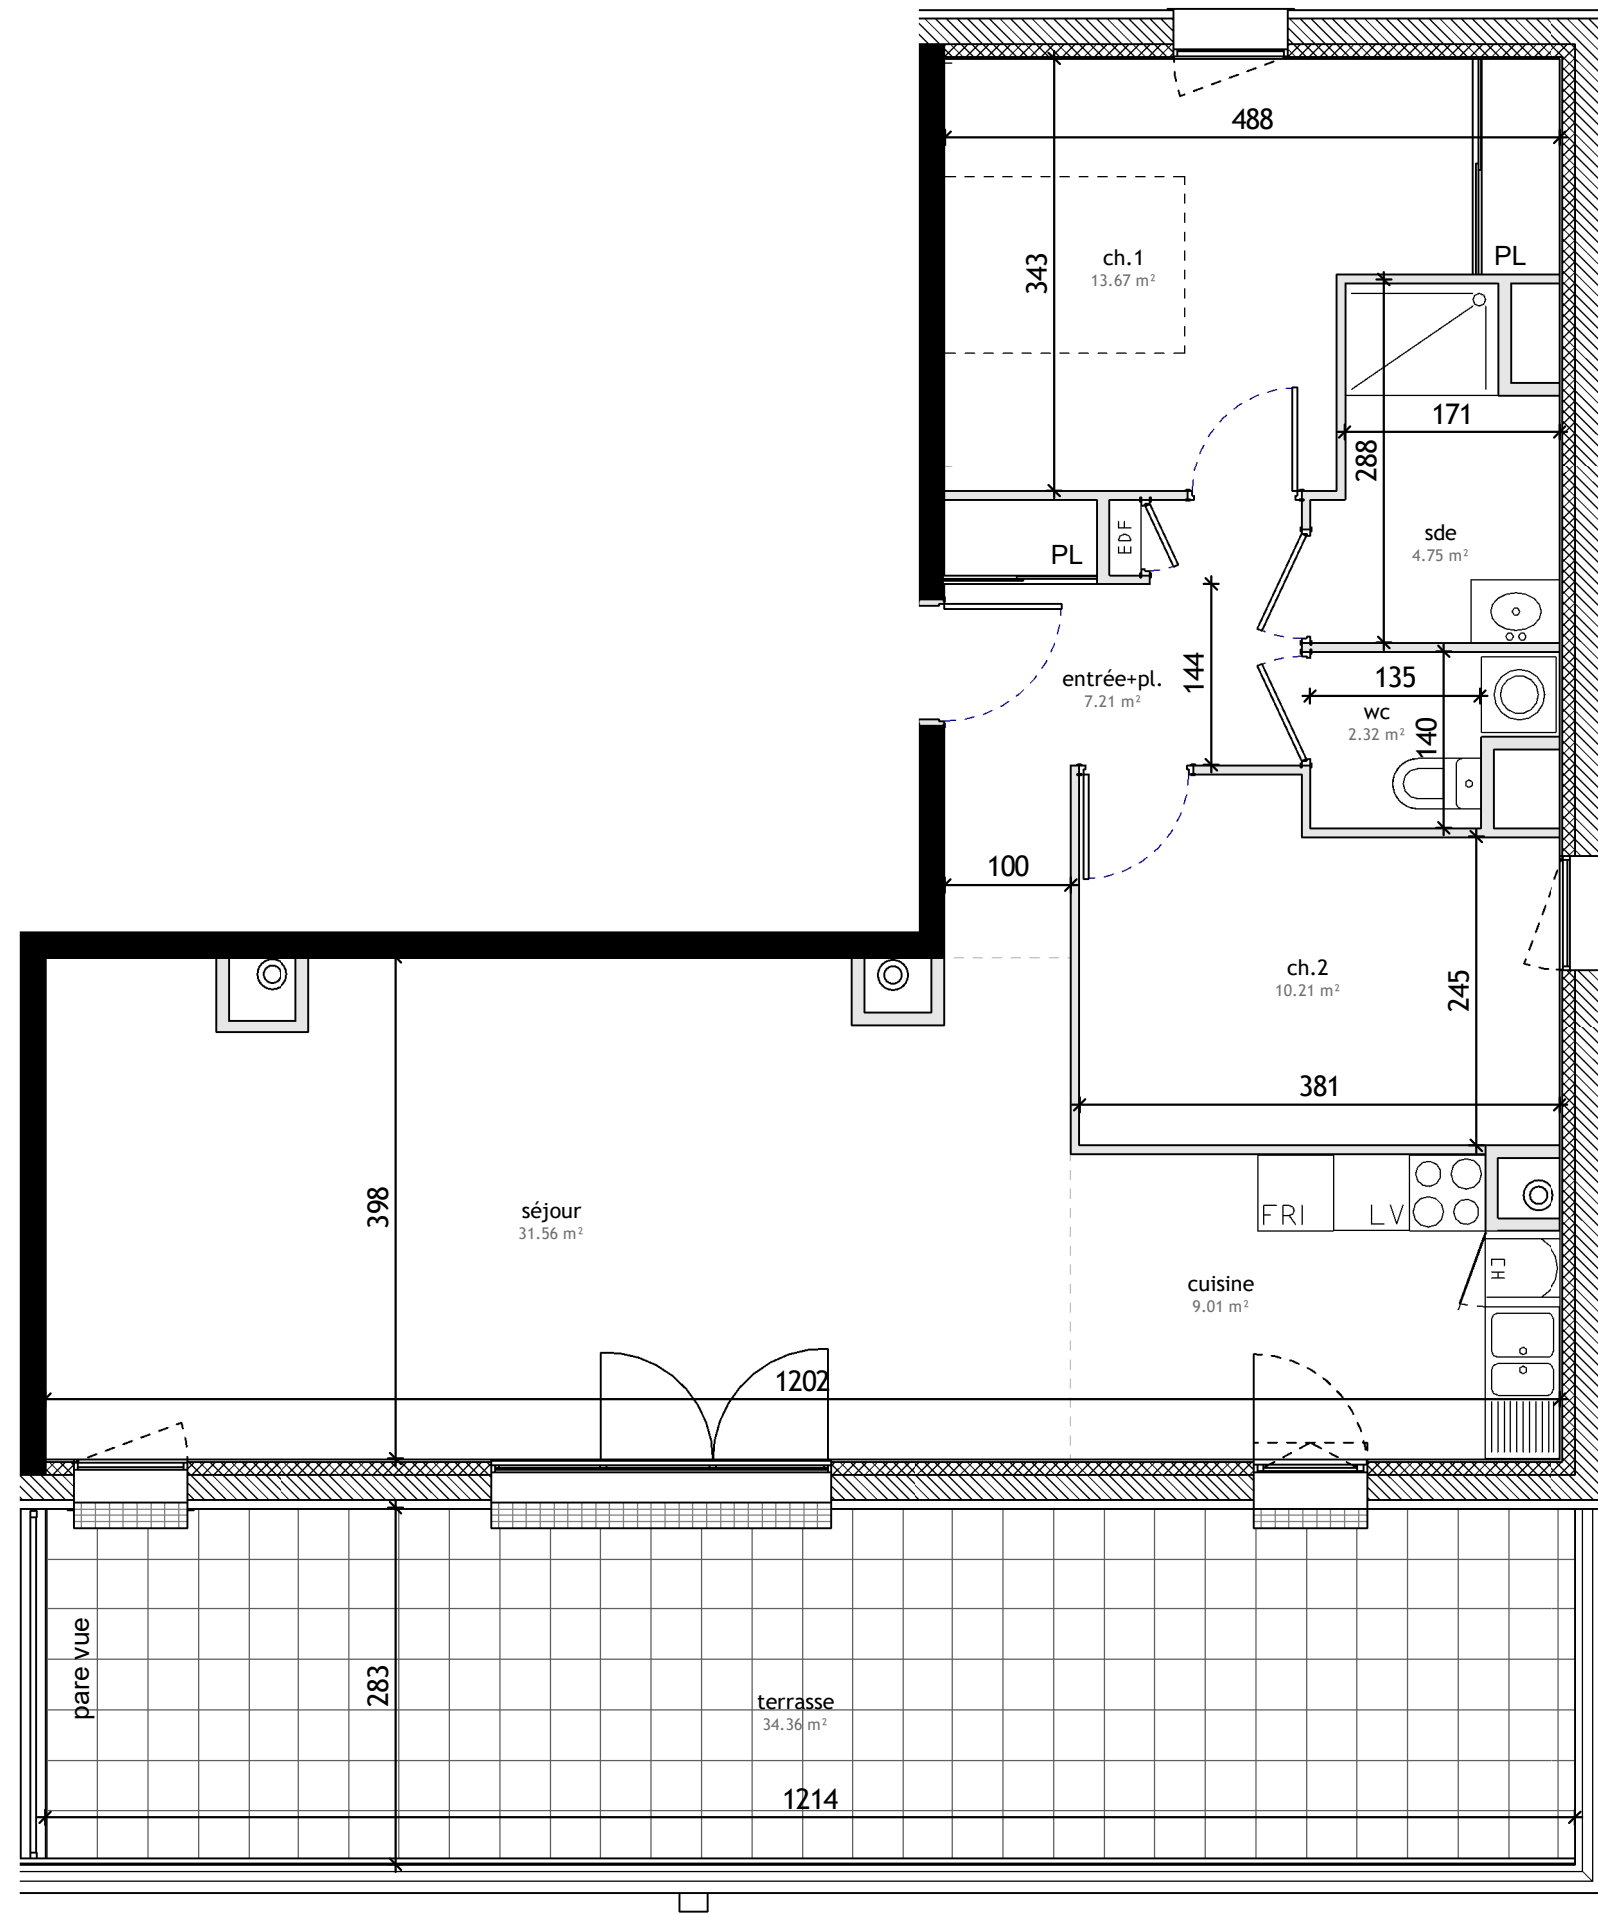 488
343
ch.1
13.67 m²
PL
171
288
EDF
PL
sde
4.75 m²
144
entrée+pl.
7.21 m²
135
wc
2.32 m²
140
100
ch.2
10.21 m²
245
381
398
séjour
31.56 m²
FRI
LV
CH
cuisine
9.01 m²
1202
pare vue
283
terrasse
34.36 m²
1214